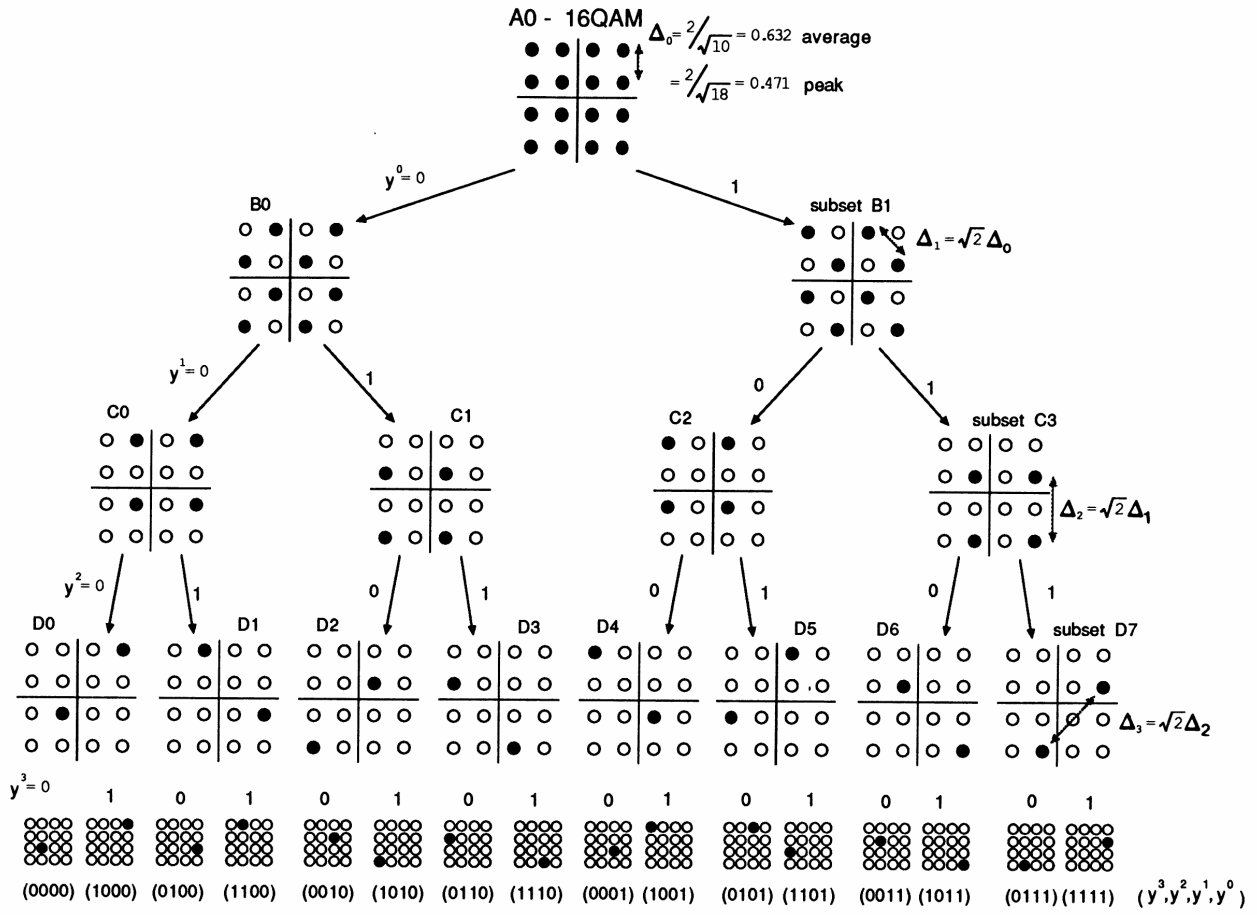 A0 - 16QAM
Δ₀= 2/√10 = 0.632 average
= 2/√18 = 0.471 peak
y⁰= 0
1
B0
subset B1
Δ₁ = √2 Δ₀
y¹= 0
1
0
1
C0
C1
C2
subset C3
Δ₂ = √2 Δ₁
y²= 0
1
0
1
0
1
0
1
D0
D1
D2
D3
D4
D5
D6
subset D7
Δ₃ = √2 Δ₂
y³= 0
1
0
1
0
1
0
1
0
1
0
1
0
1
0
1
(0000) (1000) (0100) (1100) (0010) (1010) (0110) (1110) (0001) (1001) (0101) (1101) (0011) (1011) (0111) (1111) (y³,y²,y¹,y⁰)